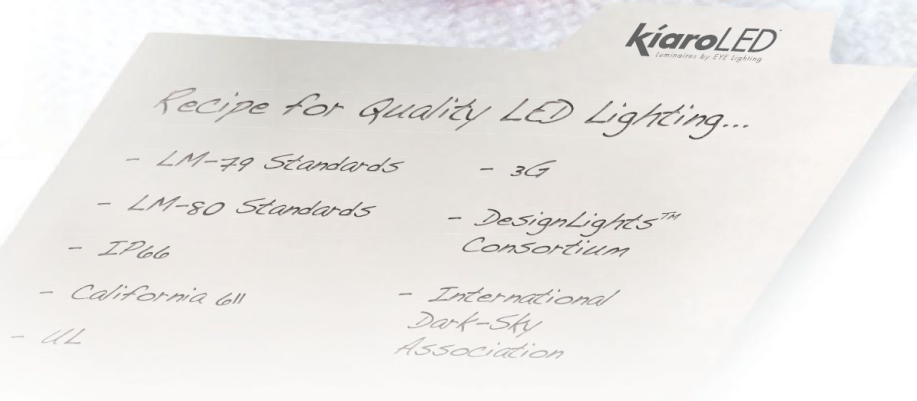 kíaroLED
Luminaires by EYE Lighting
Recipe for Quality LED Lighting...
- LM-79 Standards
- LM-80 Standards
- IP66
- California 611
- UL
- 3G
- DesignLights™
Consortium
- International
Dark-Sky
Association